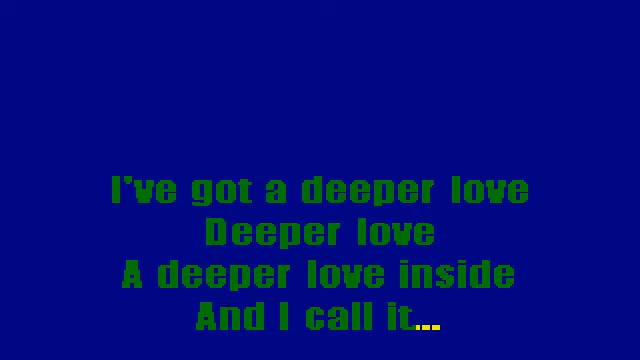 I've got a deeper love
Deeper love
A deeper love inside
And I call it...